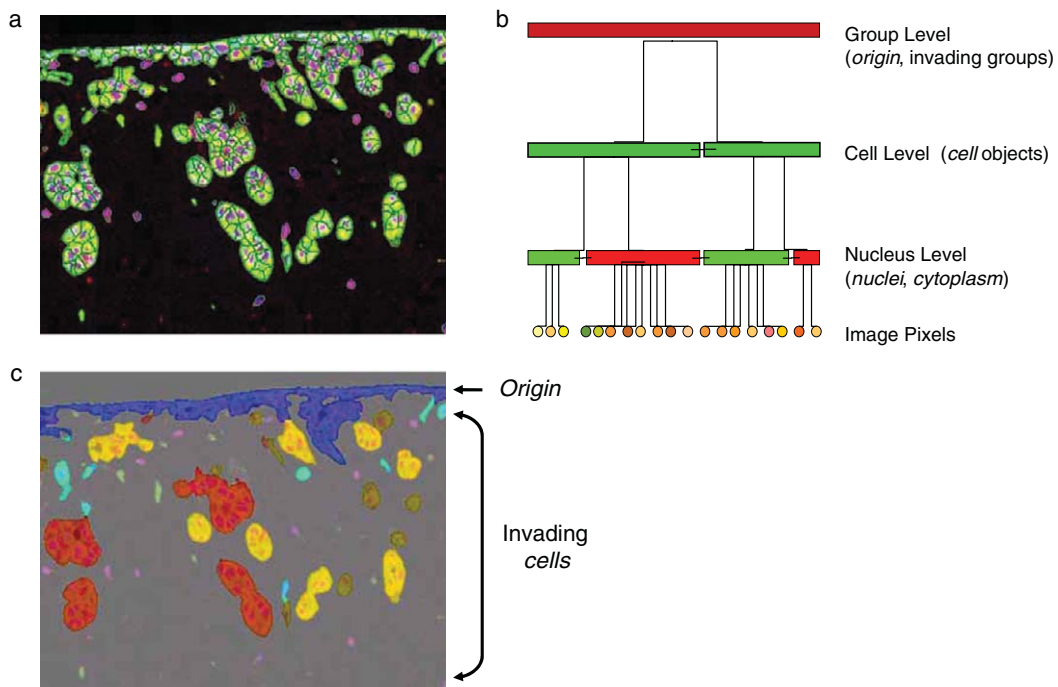 a
b
Group Level
(origin, invading groups)
Cell Level (cell objects)
Nucleus Level
(nuclei, cytoplasm)
Image Pixels
c
Origin
Invading
cells